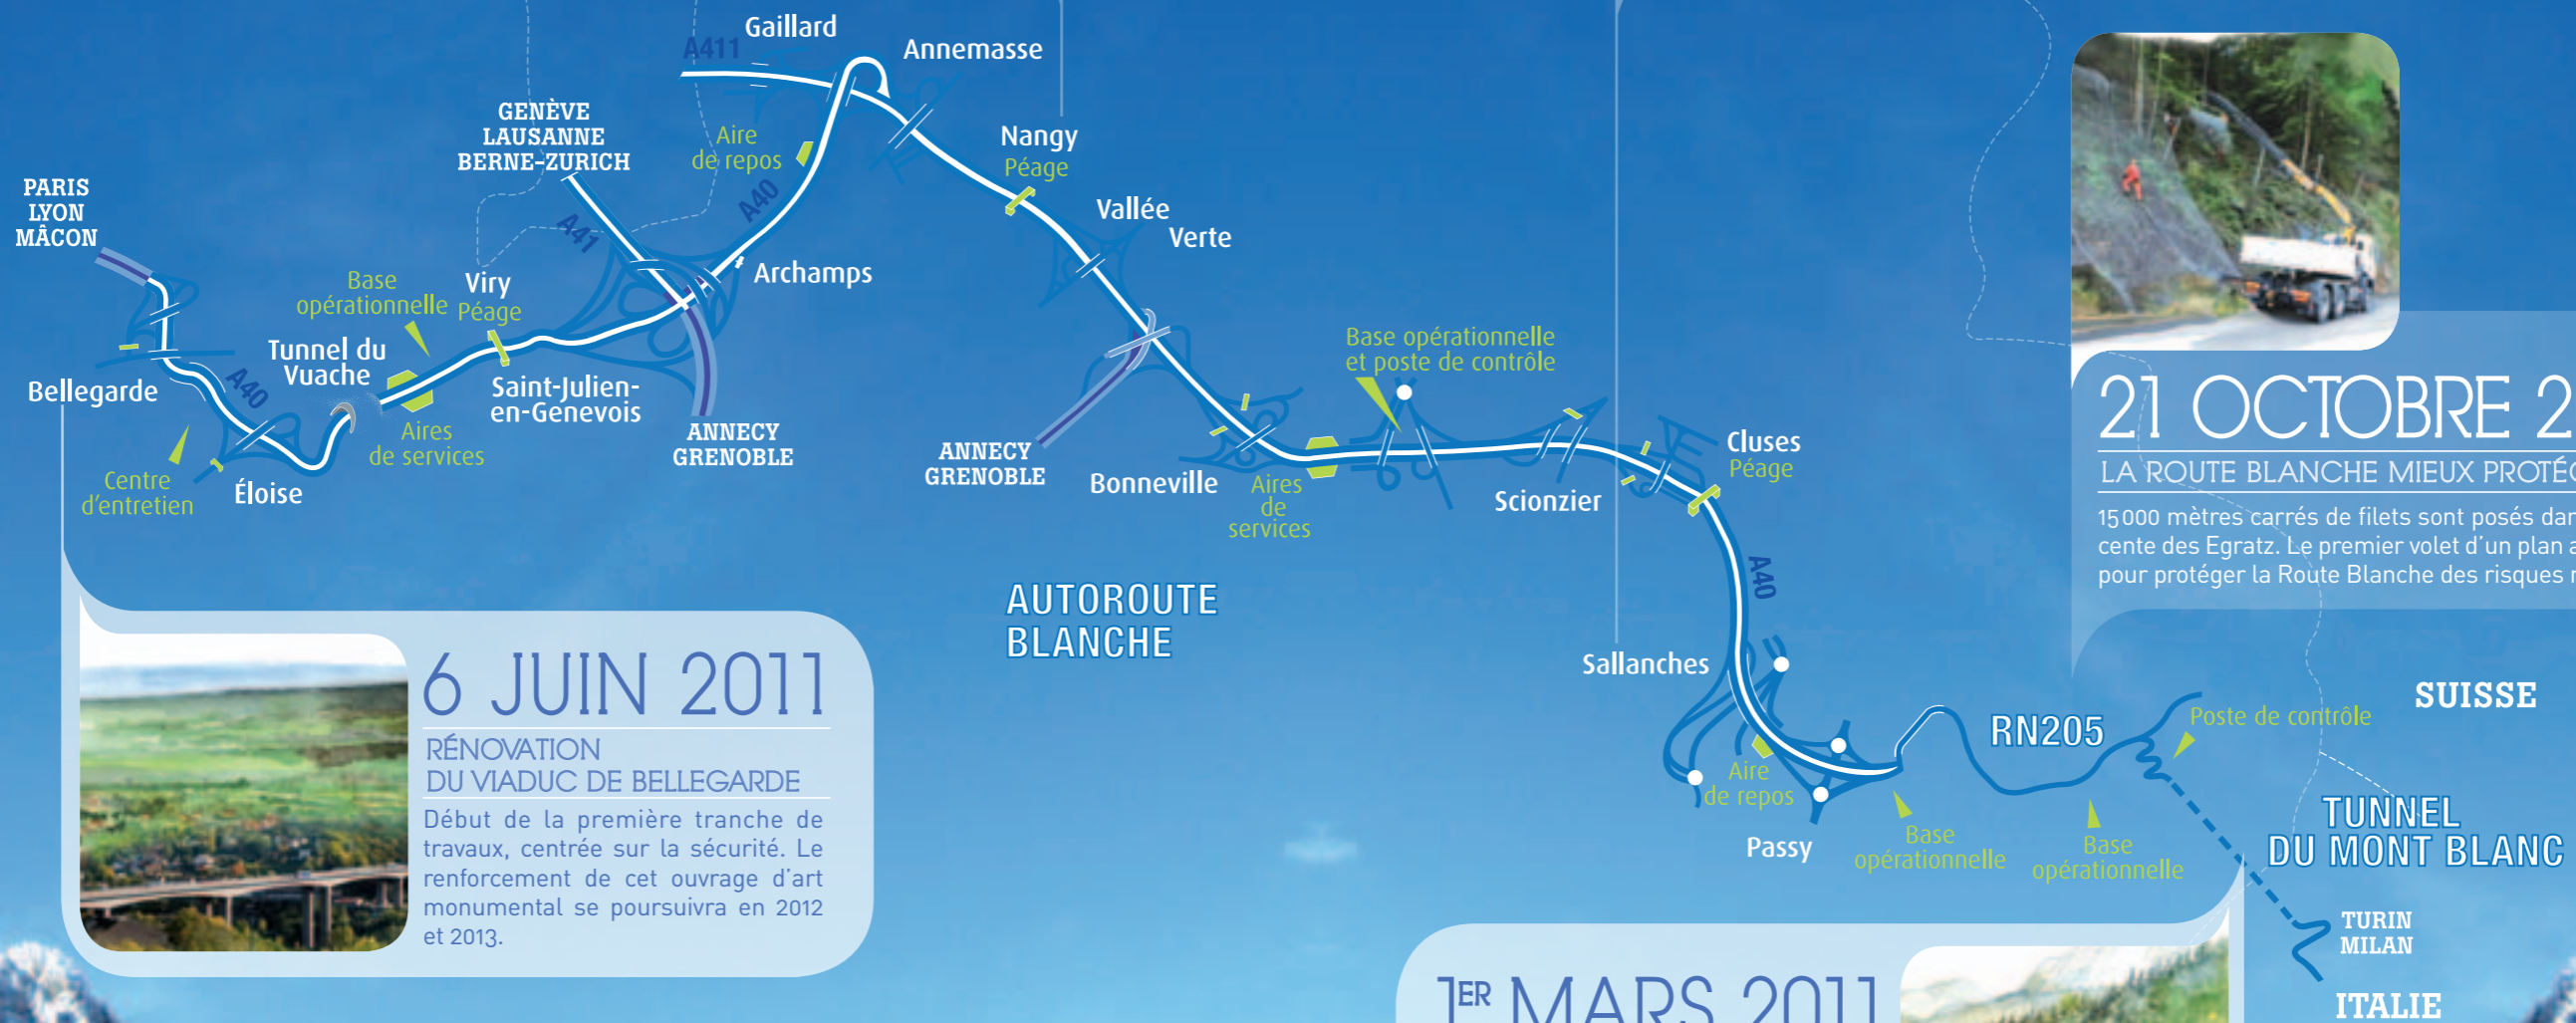 Gaillard
A411
Annemasse
GENÈVE
LAUSANNE
BERNE-ZURICH
Aire
de repos
Nangy
Péage
PARIS
LYON
MÂCON
A40
A41
Vallée
Verte
Archamps
Base
opérationnelle
Viry
Péage
Tunnel du
Vuache
Bellegarde
A40
Saint-Julien-
en-Genevois
Aires
de services
ANNECY
GRENOBLE
Centre
d'entretien
Éloise
Base opérationnelle
et poste de contrôle
ANNECY
GRENOBLE
Bonneville
Aires
de
services
Scionzier
Cluses
Péage
A40
AUTOROUTE
BLANCHE
Sallanches
Aire
de repos
Passy
Base
opérationnelle
Base
opérationnelle
RN205
Poste de contrôle
SUISSE
TUNNEL
DU MONT BLANC
TURIN
MILAN
ITALIE
21 OCTOBRE 2
LA ROUTE BLANCHE MIEUX PROTÉG
15 000 mètres carrés de filets sont posés dan
cente des Egratz. Le premier volet d'un plan a
pour protéger la Route Blanche des risques n
6 JUIN 2011
RÉNOVATION
DU VIADUC DE BELLEGARDE
Début de la première tranche de
travaux, centrée sur la sécurité. Le
renforcement de cet ouvrage d'art
monumental se poursuivra en 2012
et 2013.
1ER MARS 2011